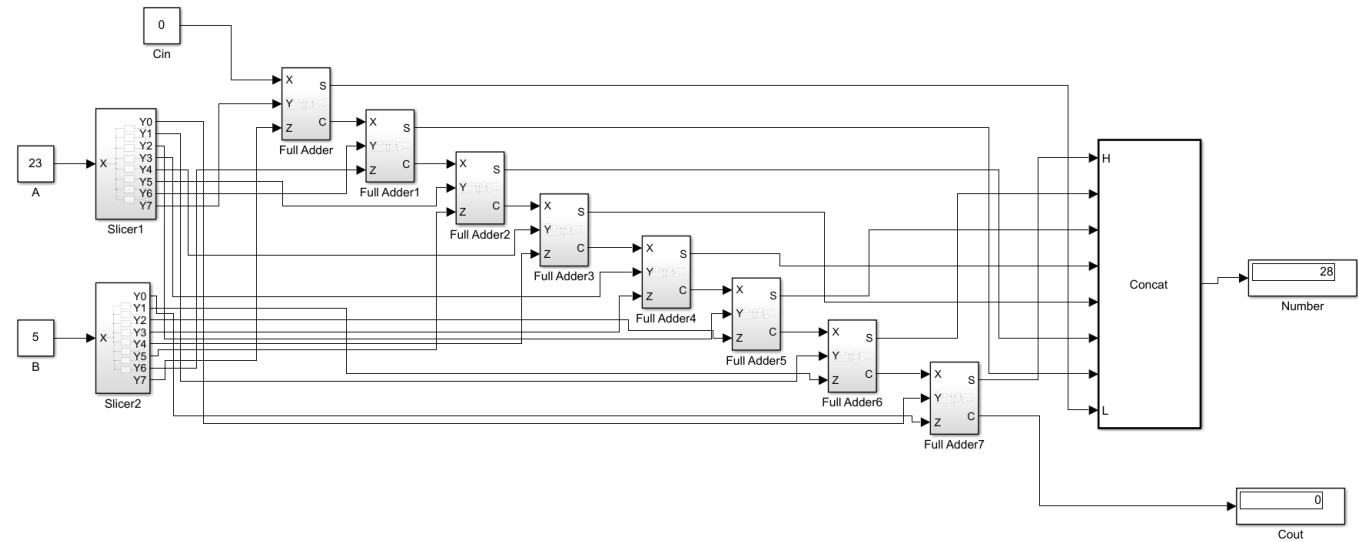 0
Cin
23
A
X
Y0
Y1
Y2
Y3
Y4
Y5
Y6
Y7
Slicer1
5
B
X
Y0
Y1
Y2
Y3
Y4
Y5
Y6
Y7
Slicer2
X
Y
Z
S
C
Full Adder
X
Y
Z
S
C
Full Adder1
X
Y
Z
S
C
Full Adder2
X
Y
Z
S
C
Full Adder3
X
Y
Z
S
C
Full Adder4
X
Y
Z
S
C
Full Adder5
X
Y
Z
S
C
Full Adder6
X
Y
Z
S
C
Full Adder7
H
L
Concat
28
Number
0
Cout